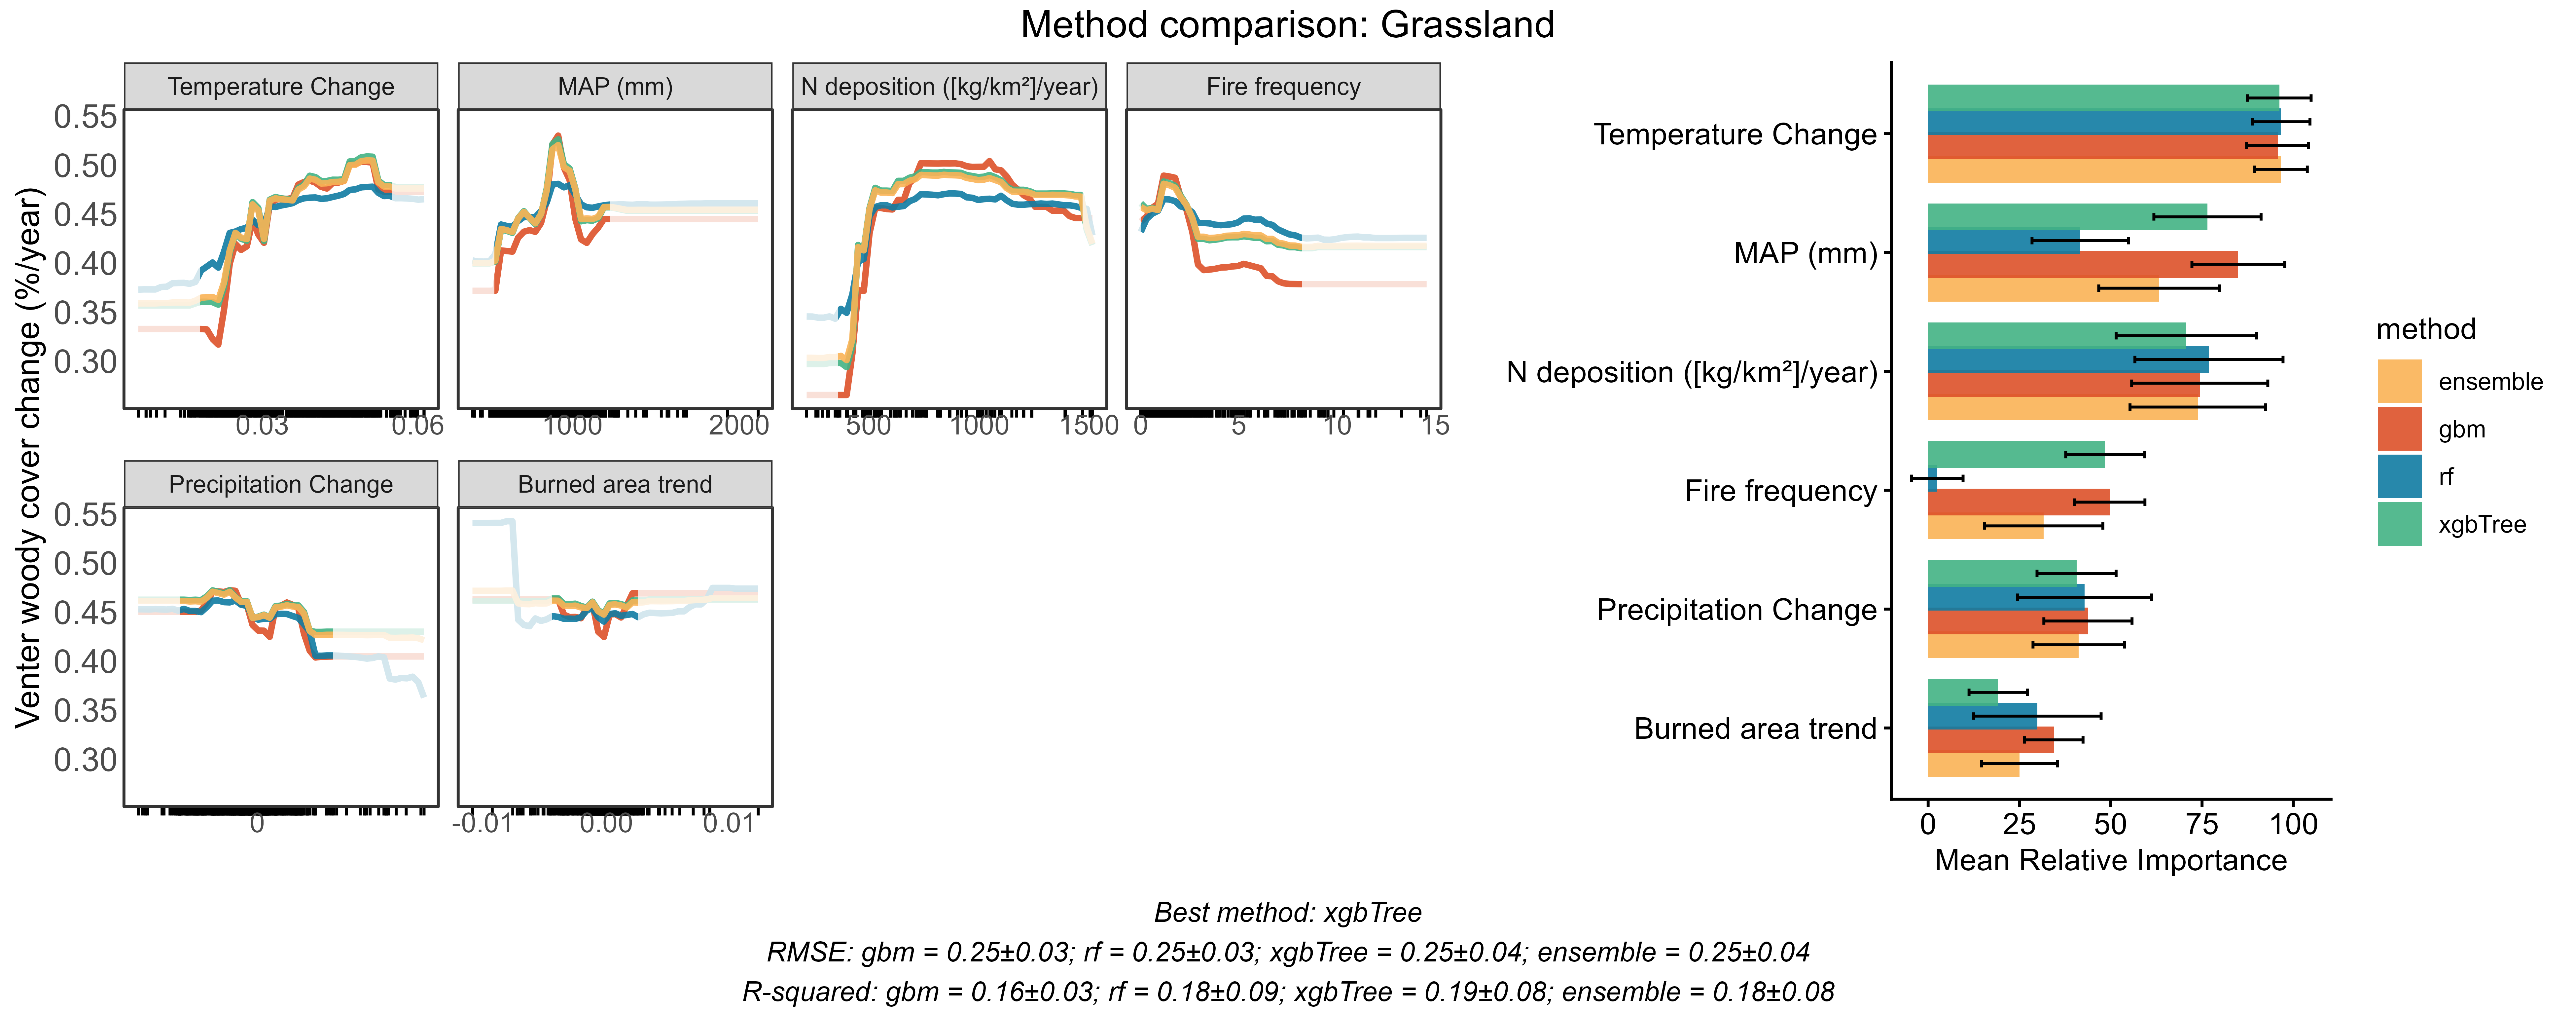 Method comparison: Grassland
Temperature Change
MAP (mm)
N deposition ([kg/km²]/year)
Fire frequency
Venter woody cover change (%/year)
0.55
0.50
0.45
0.40
0.35
0.30
0.03
0.06
1000
2000
500
1000
1500
0
5
10
15
Precipitation Change
Burned area trend
0.55
0.50
0.45
0.40
0.35
0.30
0
-0.01
0.00
0.01
Temperature Change
MAP (mm)
N deposition ([kg/km²]/year)
Fire frequency
Precipitation Change
Burned area trend
0
25
50
75
100
Mean Relative Importance
method
ensemble
gbm
rf
xgbTree
Best method: xgbTree
RMSE: gbm = 0.25±0.03; rf = 0.25±0.03; xgbTree = 0.25±0.04; ensemble = 0.25±0.04
R-squared: gbm = 0.16±0.03; rf = 0.18±0.09; xgbTree = 0.19±0.08; ensemble = 0.18±0.08